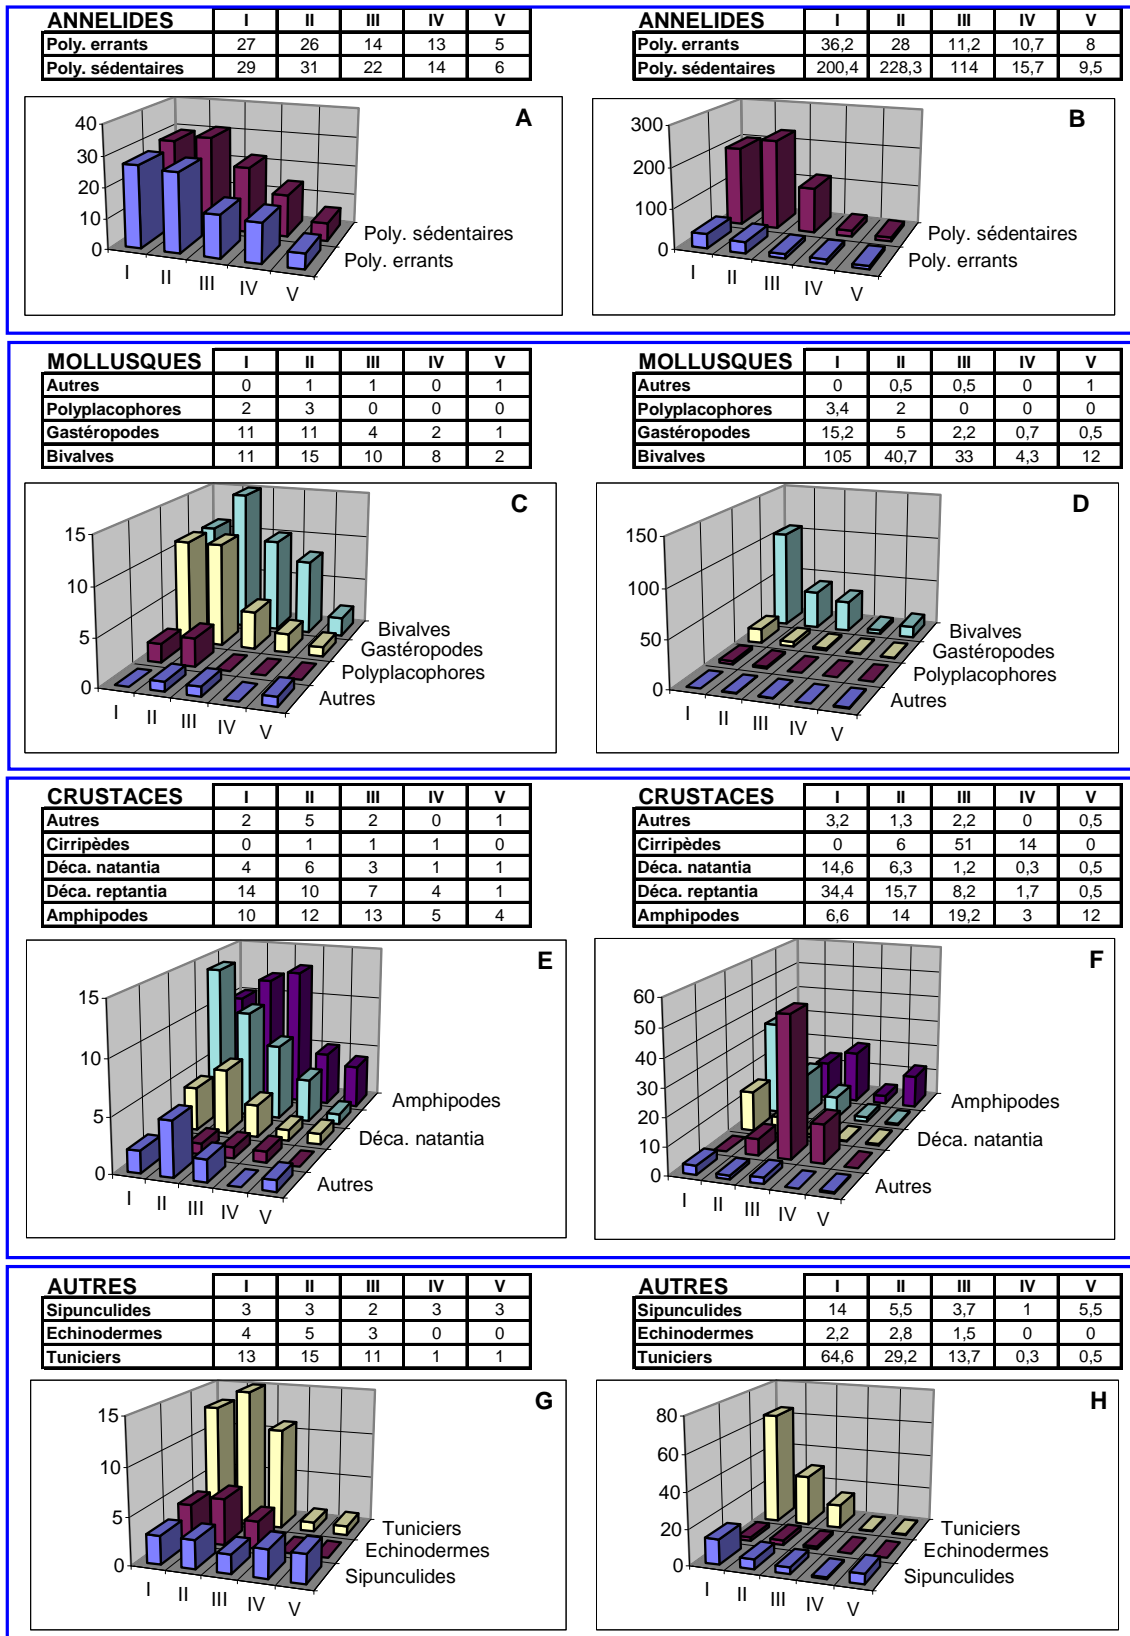 ANNELIDES I II III IV V
Poly. errants 27 26 14 13 5
Poly. sédentaires 29 31 22 14 6
ANNELIDES I II III IV V
Poly. errants 36,2 28 11,2 10,7 8
Poly. sédentaires 200,4 228,3 114 15,7 9,5
A
40
30
20
10
0
I II III IV V
Poly. sédentaires
Poly. errants
B
300
200
100
0
I II III IV V
Poly. sédentaires
Poly. errants
MOLLUSQUES I II III IV V
Autres 0 1 1 0 1
Polyplacophores 2 3 0 0 0
Gastéropodes 11 11 4 2 1
Bivalves 11 15 10 8 2
MOLLUSQUES I II III IV V
Autres 0 0,5 0,5 0 1
Polyplacophores 3,4 2 0 0 0
Gastéropodes 15,2 5 2,2 0,7 0,5
Bivalves 105 40,7 33 4,3 12
C
15
10
5
0
I II III IV V
Bivalves
Gastéropodes
Polyplacophores
Autres
D
150
100
50
0
I II III IV V
Bivalves
Gastéropodes
Polyplacophores
Autres
CRUSTACES I II III IV V
Autres 2 5 2 0 1
Cirripèdes 0 1 1 1 0
Déca. natantia 4 6 3 1 1
Déca. reptantia 14 10 7 4 1
Amphipodes 10 12 13 5 4
CRUSTACES I II III IV V
Autres 3,2 1,3 2,2 0 0,5
Cirripèdes 0 6 51 14 0
Déca. natantia 14,6 6,3 1,2 0,3 0,5
Déca. reptantia 34,4 15,7 8,2 1,7 0,5
Amphipodes 6,6 14 19,2 3 12
E
15
10
5
0
I II III IV V
Amphipodes
Déca. natantia
Autres
F
60
50
40
30
20
10
0
I II III IV V
Amphipodes
Déca. natantia
Autres
AUTRES I II III IV V
Sipunculides 3 3 2 3 3
Echinodermes 4 5 3 0 0
Tuniciers 13 15 11 1 1
AUTRES I II III IV V
Sipunculides 14 5,5 3,7 1 5,5
Echinodermes 2,2 2,8 1,5 0 0
Tuniciers 64,6 29,2 13,7 0,3 0,5
G
15
10
5
0
I II III IV V
Tuniciers
Echinodermes
Sipunculides
H
80
60
40
20
0
I II III IV V
Tuniciers
Echinodermes
Sipunculides